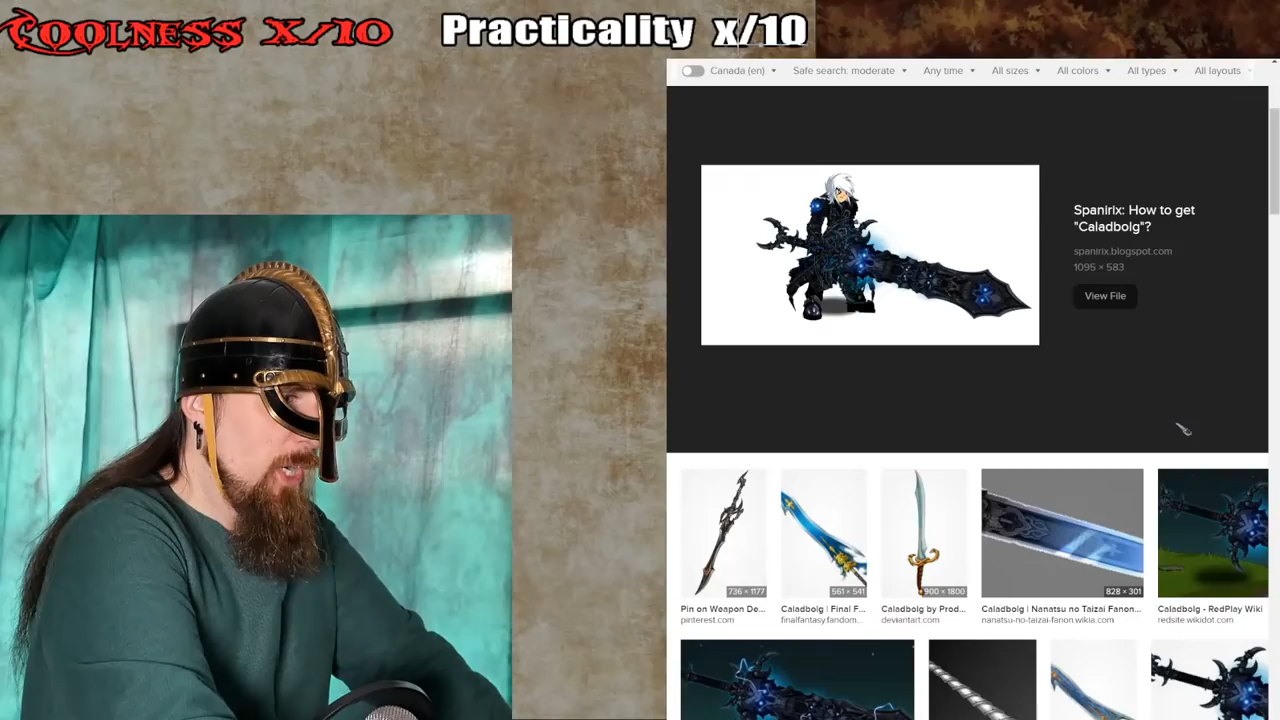 COOLNESS X/10
Practicality x/10
Canada (en)
Safe search: moderate
Any time
All sizes
All colors
All types
All layouts
Spanirix: How to get
"Caladbolg"?
spanirix.blogspot.com
1095 × 583
View File
736 × 1177
561 × 541
900 × 1800
828 × 301
Pin on Weapon De...
Caladbolg | Final F...
Caladbolg by Prod...
Caladbolg | Nanatsu no Taizai Fanon...
Caladbolg - RedPlay Wiki
pinterest.com
finalfantasy.fandom...
deviantart.com
nanatsu-no-taizai-fanon.wikia.com
redsite.wikidot.com